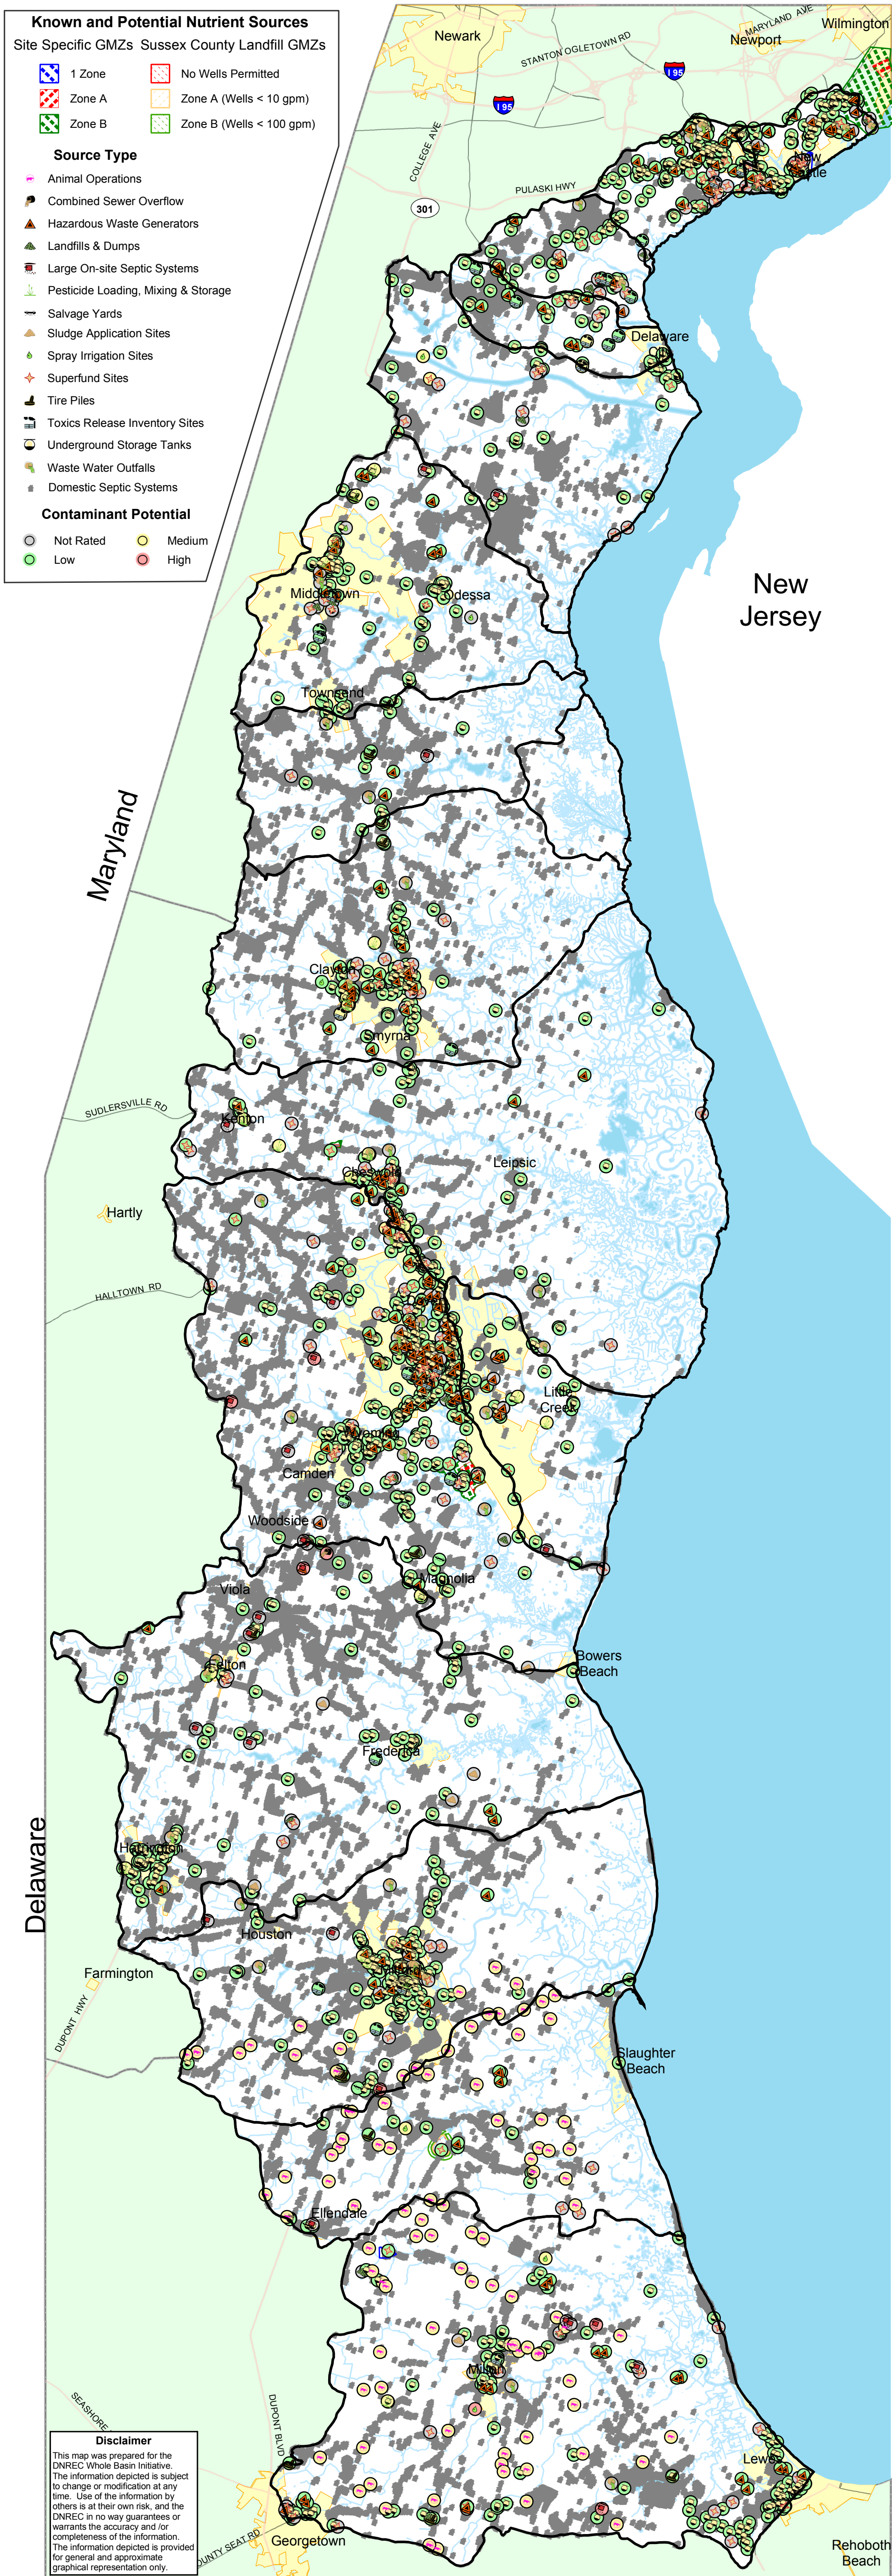 Known and Potential Nutrient Sources
Site Specific GMZs Sussex County Landfill GMZs
1 Zone No Wells Permitted
Zone A Zone A (Wells < 10 gpm)
Zone B Zone B (Wells < 100 gpm)
Source Type
Animal Operations
Combined Sewer Overflow
Hazardous Waste Generators
Landfills & Dumps
Large On-site Septic Systems
Pesticide Loading, Mixing & Storage
Salvage Yards
Sludge Application Sites
Spray Irrigation Sites
Superfund Sites
Tire Piles
Toxics Release Inventory Sites
Underground Storage Tanks
Waste Water Outfalls
Domestic Septic Systems
Contaminant Potential
Not Rated Medium
Low High
Newark
STANTON OGLETOWN RD
MARYLAND AVE
Newport
Wilmington
I 95
I 95
COLLEGE AVE
PULASKI HWY
301
New
Castle
Delaware
City
New
Jersey
Middletown
Odessa
Townsend
Maryland
Clayton
Smyrna
SUDLERSVILLE RD
Kenton
Cheswold
Leipsic
Hartly
HALLTOWN RD
Dover
Little
Creek
Wyoming
Camden
Woodside
Magnolia
Viola
Felton
Bowers
Beach
Frederica
Delaware
Harrington
Houston
Milford
Farmington
DUPONT HWY
Slaughter
Beach
Ellendale
Milton
SEASHORE
DUPONT BLVD
Lewes
Georgetown
COUNTY SEAT RD
Rehoboth
Beach
Disclaimer
This map was prepared for the
DNREC Whole Basin Initiative.
The information depicted is subject
to change or modification at any
time. Use of the information by
others is at their own risk, and the
DNREC in no way guarantees or
warrants the accuracy and /or
completeness of the information.
The information depicted is provided
for general and approximate
graphical representation only.